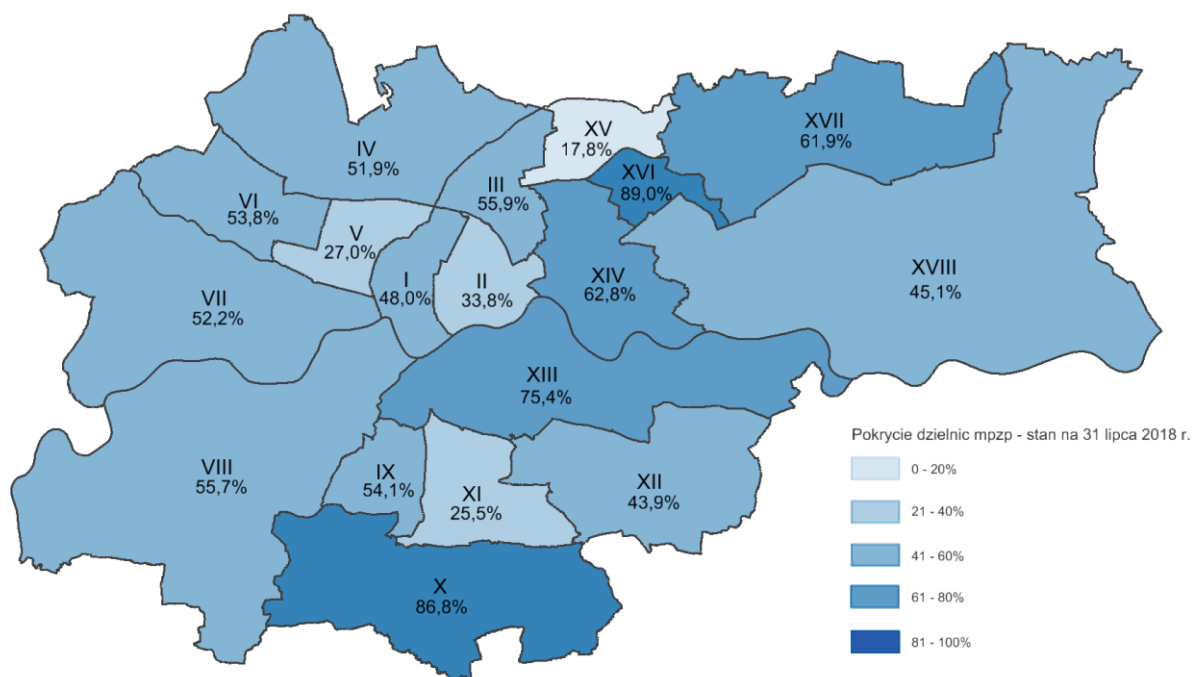 XV
17,8%
XVII
61,9%
IV
51,9%
III
55,9%
XVI
89,0%
VI
53,8%
V
27,0%
I
48,0%
II
33,8%
XIV
62,8%
XVIII
45,1%
VII
52,2%
XIII
75,4%
VIII
55,7%
IX
54,1%
XI
25,5%
XII
43,9%
X
86,8%
Pokrycie dzielnic mpzp - stan na 31 lipca 2018 r.
0 - 20%
21 - 40%
41 - 60%
61 - 80%
81 - 100%